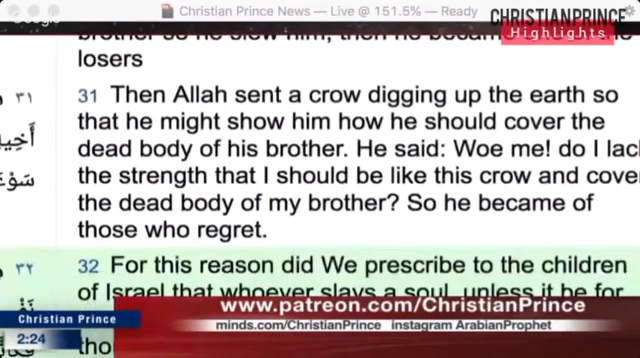 Christian Prince News — Live @ 151.5% — Ready
CHRISTIANPRINCE
Highlights
losers
٣١
31 Then Allah sent a crow digging up the earth so
that he might show him how he should cover the
dead body of his brother. He said: Woe me! do I lac
the strength that I should be like this crow and cove
the dead body of my brother? So he became of
those who regret.
٣٢
32 For this reason did We prescribe to the children
of Israel that whoever slays a soul, unless it be for
www.patreon.com/ChristianPrince
Christian Prince
minds.com/ChristianPrince instagram ArabianProphet
2:24
tho